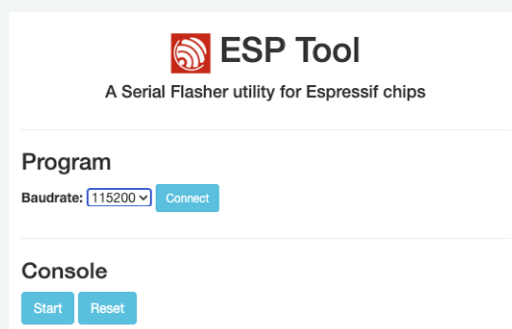 ESP Tool
A Serial Flasher utility for Espressif chips
Program
Baudrate: 115200 Connect
Console
Start Reset